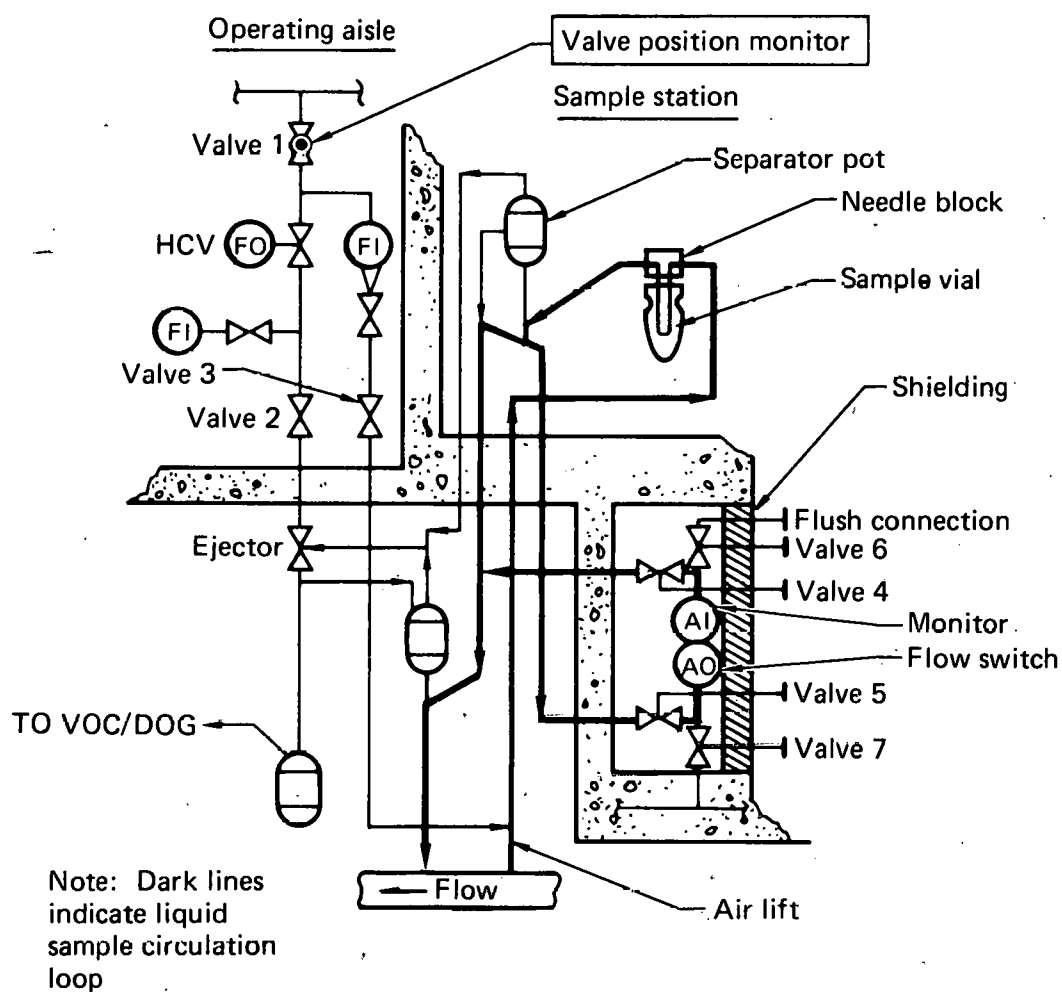 Operating aisle
Valve position monitor
Sample station
Valve 1
Separator pot
Needle block
HCV
FO
FI
Sample vial
FI
Valve 3
Valve 2
Shielding
Flush connection
Ejector
Valve 6
Valve 4
AI
Monitor
AO
Flow switch
Valve 5
TO VOC/DOG
Valve 7
Note: Dark lines
indicate liquid
sample circulation
loop
Flow
Air lift